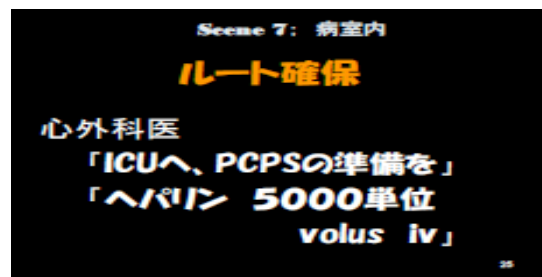 Scene 7: 病室内
ルート確保
心外科医
「ICUへ、PCPSの準備を」
「ヘパリン 5000単位
volus iv」